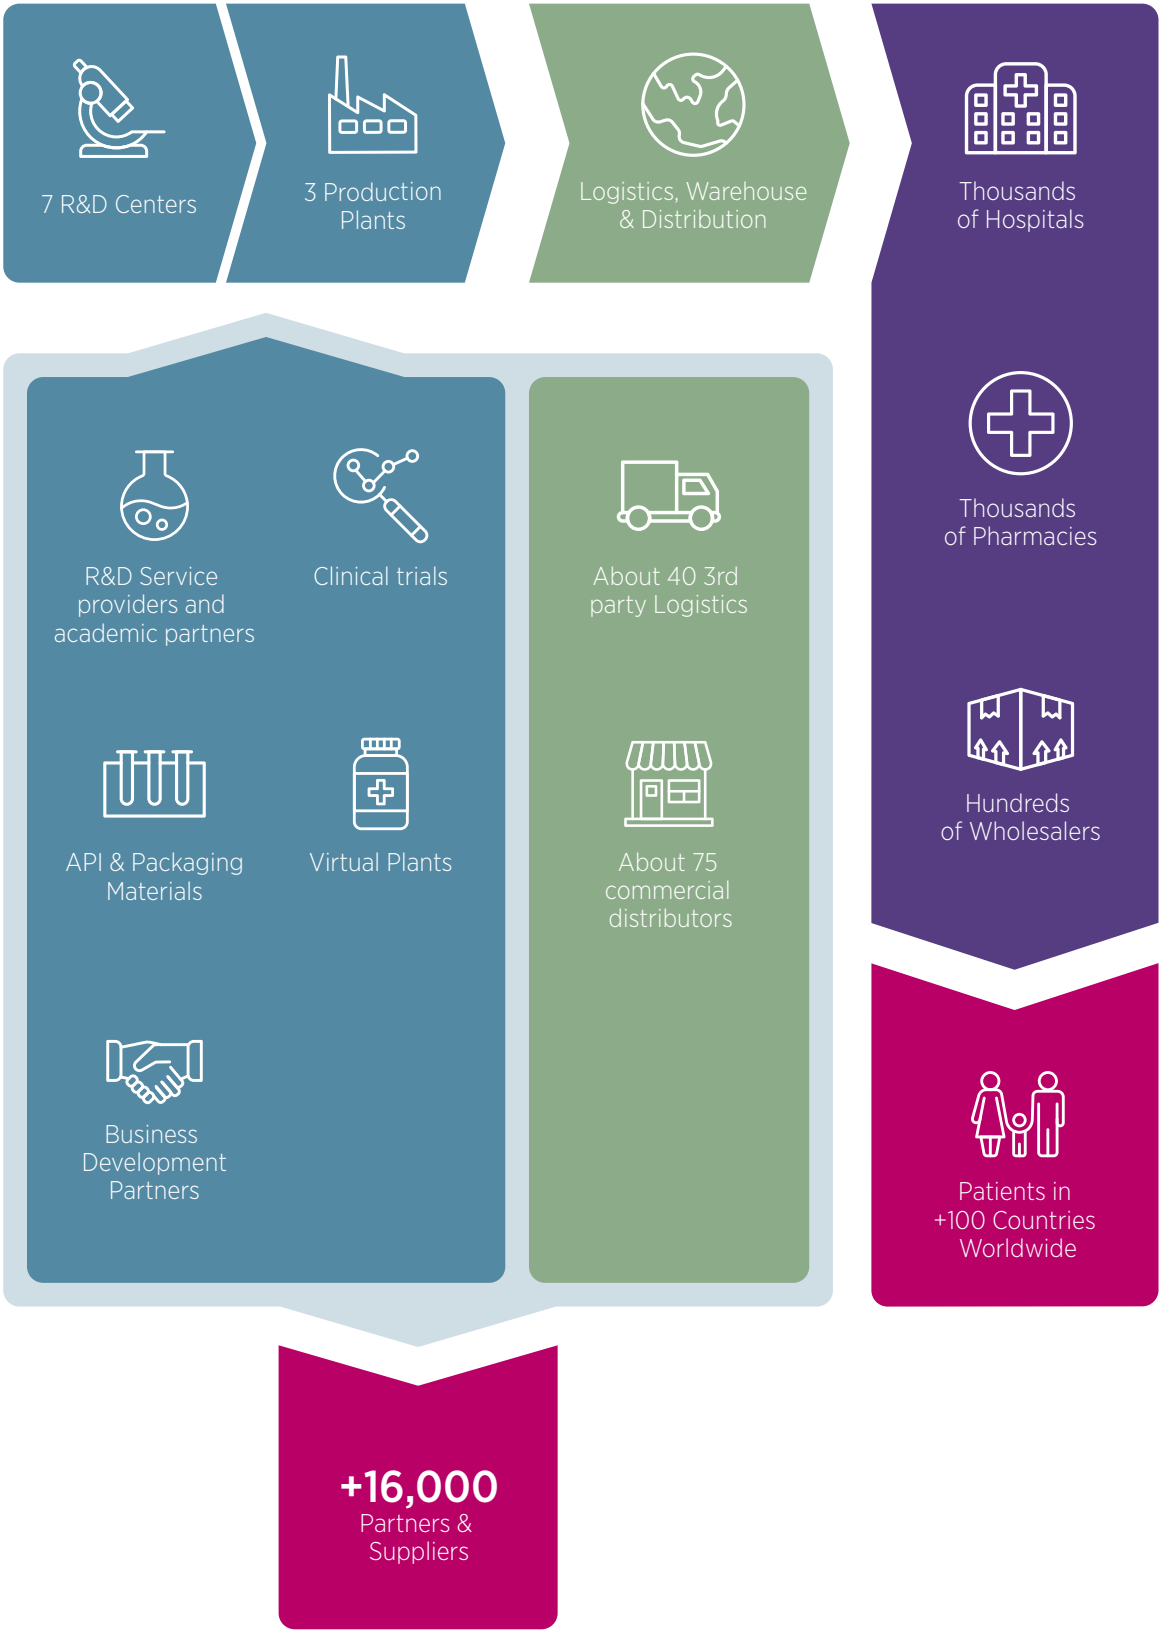 7 R&D Centers
3 Production
Plants
Logistics, Warehouse
& Distribution
Thousands
of Hospitals
R&D Service
providers and
academic partners
Clinical trials
About 40 3rd
party Logistics
Thousands
of Pharmacies
API & Packaging
Materials
Virtual Plants
About 75
commercial
distributors
Hundreds
of Wholesalers
Business
Development
Partners
Patients in
+100 Countries
Worldwide
+16,000
Partners &
Suppliers